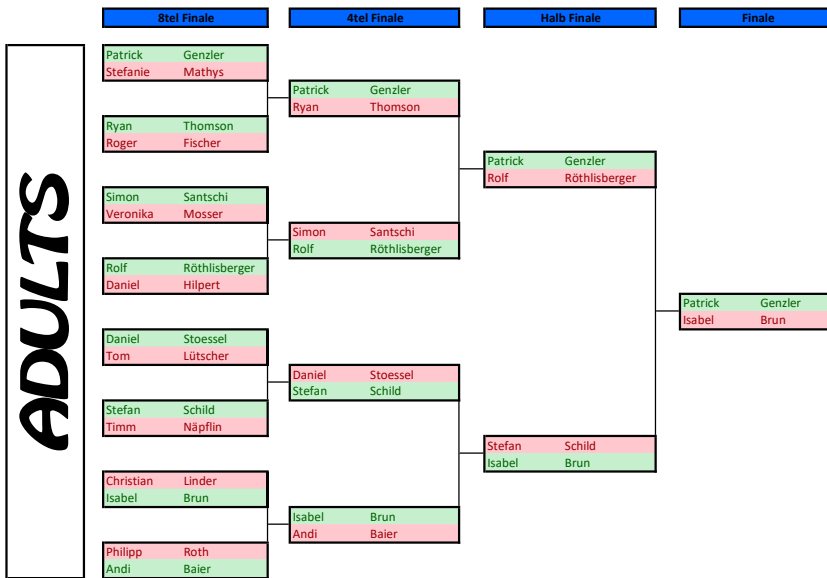 8tel Finale 4tel Finale Halb Finale Finale
ADULTS
Patrick Genzler
Stefanie Mathys
Ryan Thomson
Roger Fischer
Simon Santschi
Veronika Mosser
Rolf Röthlisberger
Daniel Hilpert
Daniel Stoessel
Tom Lütscher
Stefan Schild
Timm Näpflin
Christian Linder
Isabel Brun
Philipp Roth
Andi Baier
Patrick Genzler
Ryan Thomson
Simon Santschi
Rolf Röthlisberger
Daniel Stoessel
Stefan Schild
Isabel Brun
Andi Baier
Patrick Genzler
Rolf Röthlisberger
Stefan Schild
Isabel Brun
Patrick Genzler
Isabel Brun